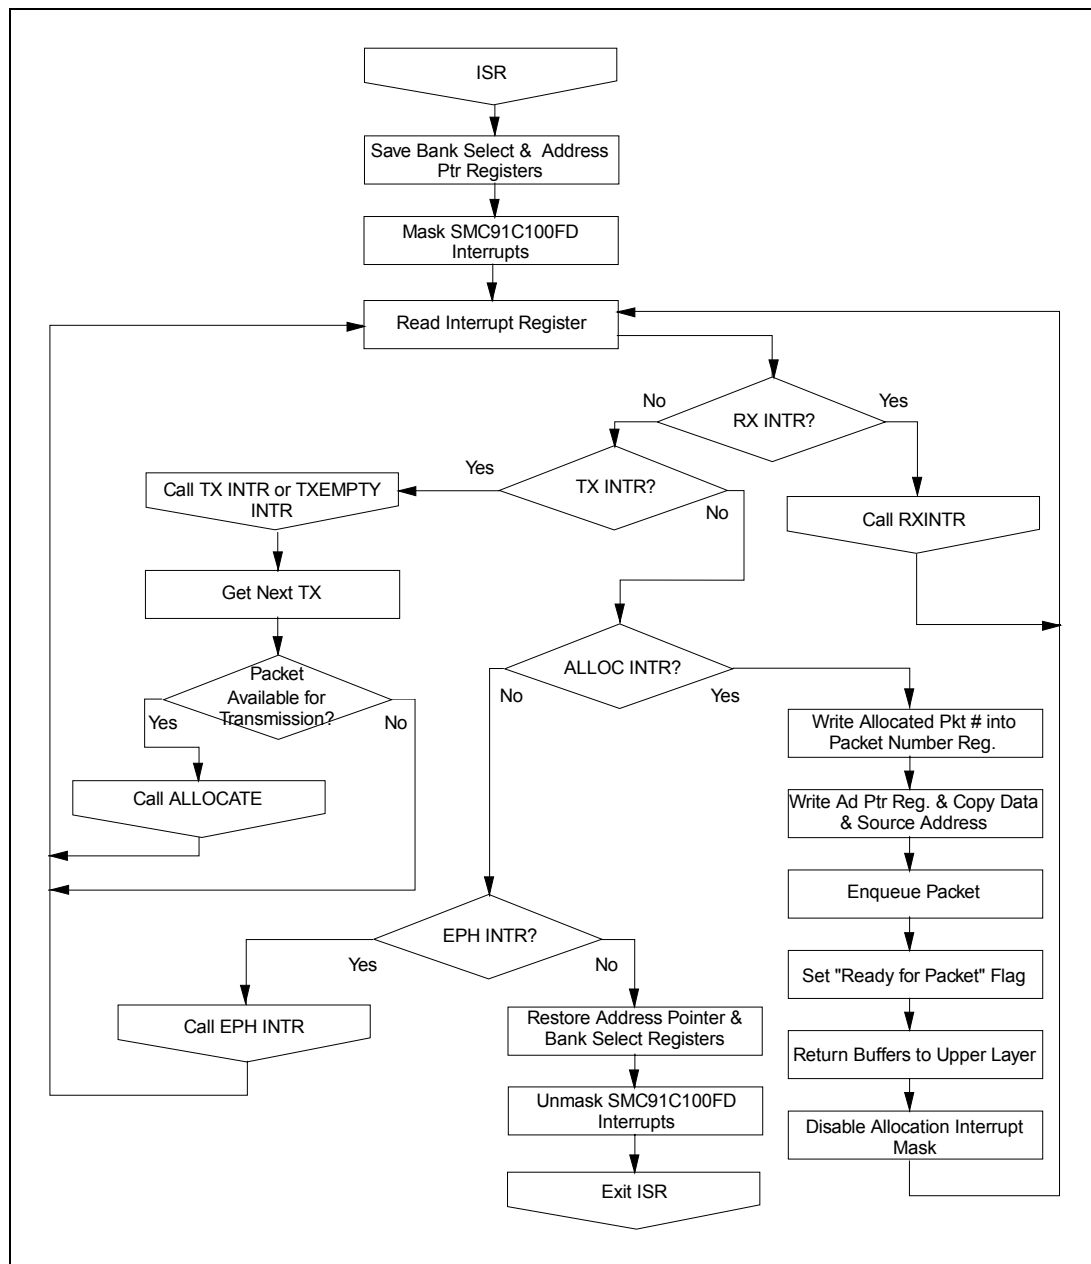 ISR
Save Bank Select & Address
Ptr Registers
Mask SMC91C100FD
Interrupts
Read Interrupt Register
No
RX INTR?
Yes
Yes
TX INTR?
No
Call TX INTR or TXEMPTY
INTR
Call RXINTR
Get Next TX
ALLOC INTR?
No
Yes
Packet
Available for
Transmission?
Yes
No
Write Allocated Pkt # into
Packet Number Reg.
Call ALLOCATE
Write Ad Ptr Reg. & Copy Data
& Source Address
Enqueue Packet
EPH INTR?
Yes
No
Set "Ready for Packet" Flag
Call EPH INTR
Restore Address Pointer &
Bank Select Registers
Return Buffers to Upper Layer
Unmask SMC91C100FD
Interrupts
Disable Allocation Interrupt
Mask
Exit ISR